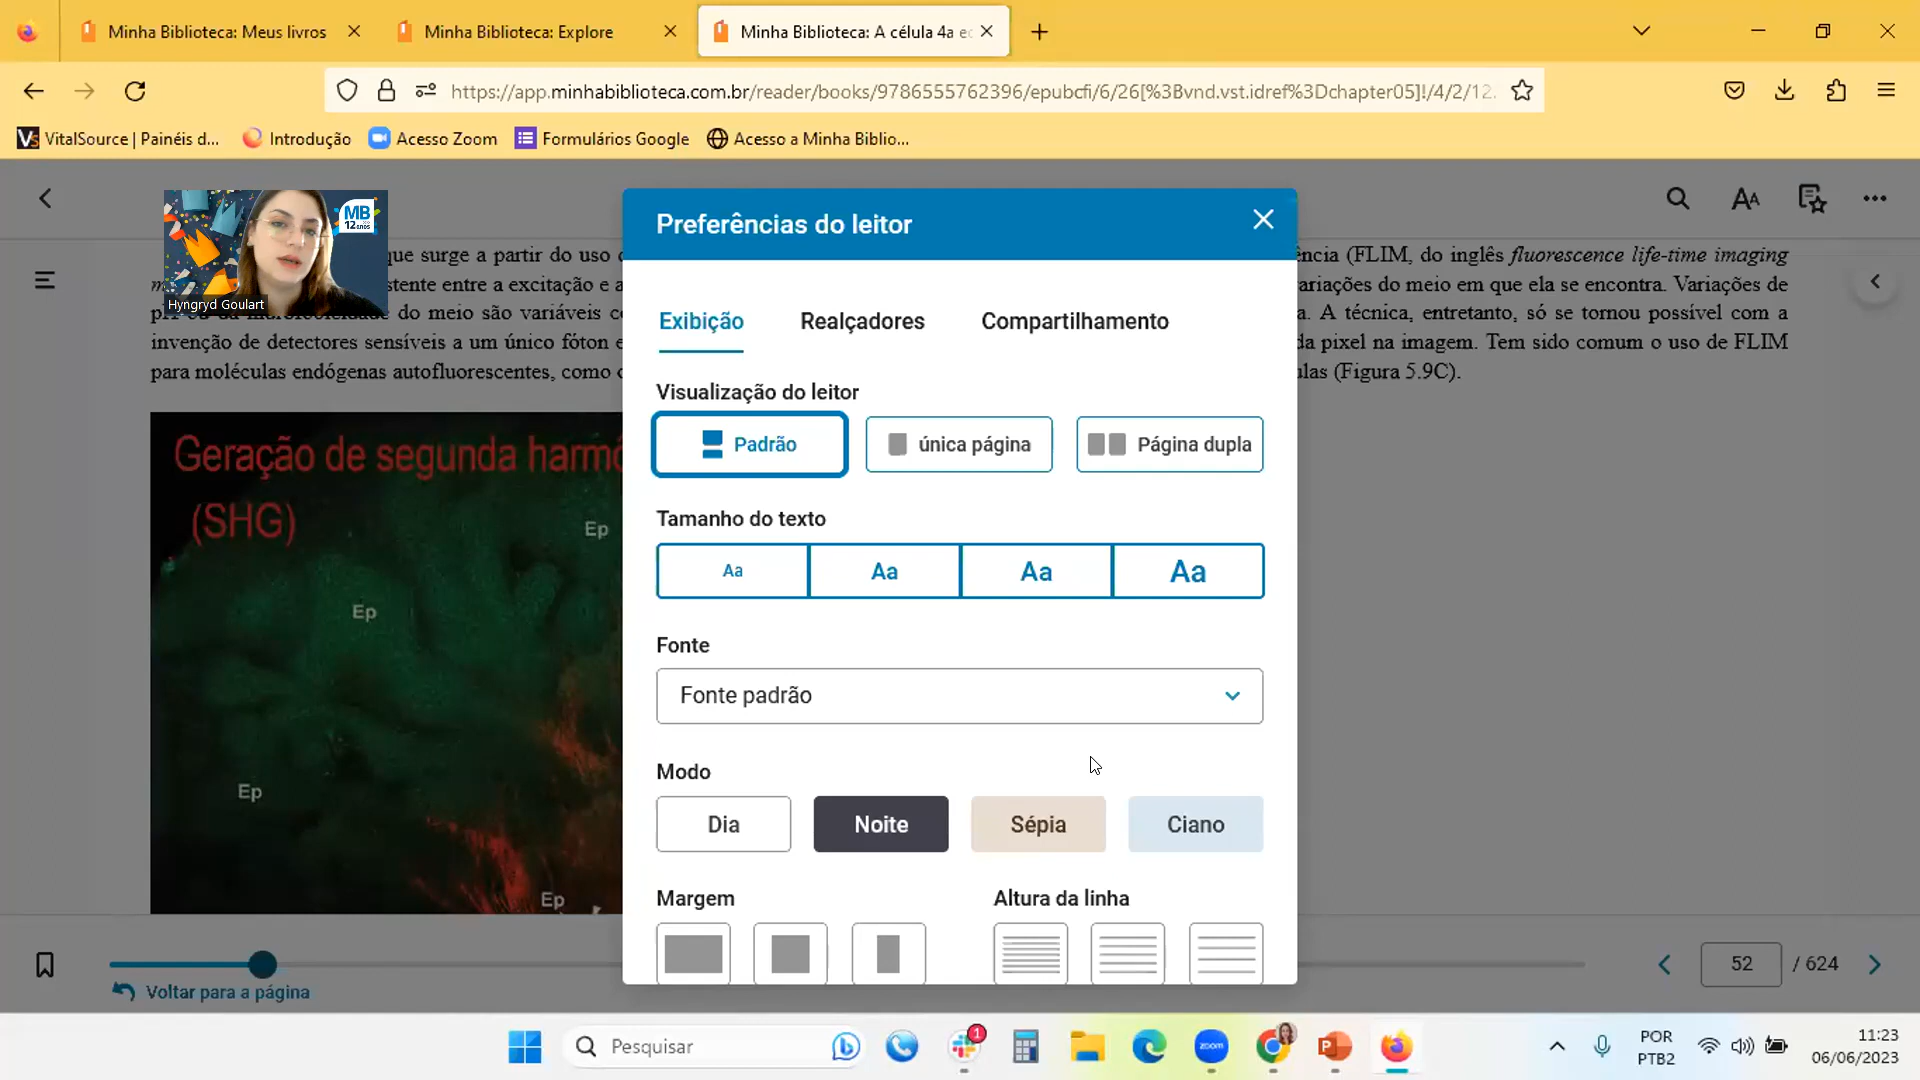 Minha Biblioteca: Meus livros
Minha Biblioteca: Explore
Minha Biblioteca: A célula 4a ec
https://app.minhabiblioteca.com.br/reader/books/9786555762396/epubcfi/6/26[%3Bvnd.vst.idref%3Dchapter05]!/4/2/12.
VitalSource | Painéis d...
Introdução
Acesso Zoom
Formulários Google
Acesso a Minha Biblio...
MB
12 anos
Hyngryd Goulart
que surge a partir do uso
ência (FLIM, do inglês fluorescence life-time imaging
stente entre a excitação e a
ariações do meio em que ela se encontra. Variações de
do meio são variáveis c
a. A técnica, entretanto, só se tornou possível com a
invenção de detectores sensíveis a um único fóton e
da pixel na imagem. Tem sido comum o uso de FLIM
para moléculas endógenas autofluorescentes, como
ulas (Figura 5.9C).
Geração de segunda harmô
(SHG)
Ep
Ep
Ep
Ep
Preferências do leitor
Exibição
Realçadores
Compartilhamento
Visualização do leitor
Padrão
única página
Página dupla
Tamanho do texto
Aa
Aa
Aa
Aa
Fonte
Fonte padrão
Modo
Dia
Noite
Sépia
Ciano
Margem
Altura da linha
Voltar para a página
52
/ 624
Pesquisar
1
zoom
POR
PTB2
11:23
06/06/2023